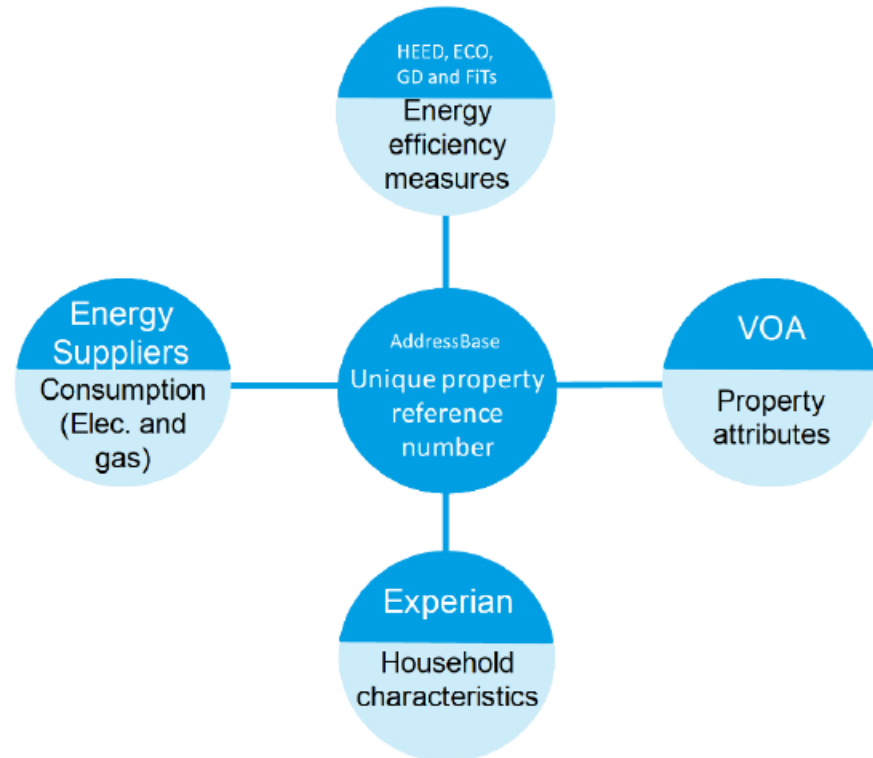 HEED, ECO,
GD and FiTs
Energy
efficiency
measures
Energy
Suppliers
Consumption
(Elec. and
gas)
AddressBase
Unique property
reference
number
VOA
Property
attributes
Experian
Household
characteristics